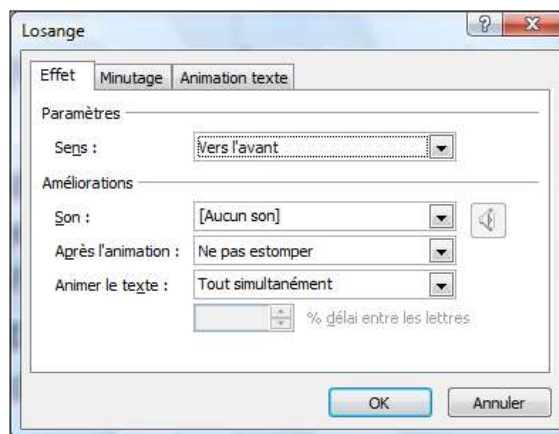 Losange
Effet Minutage Animation texte
Paramètres
Sens : Vers l'avant
Améliorations
Son : [Aucun son]
Après l'animation : Ne pas estomper
Animer le texte : Tout simultanément
% délai entre les lettres
OK Annuler